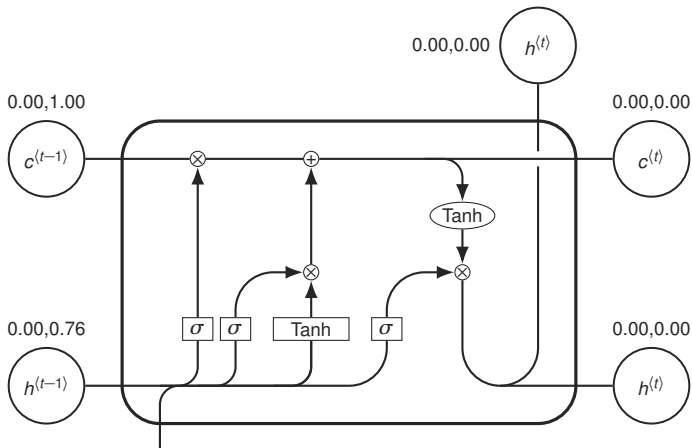 0.00,0.00
h⟨t⟩
0.00,1.00
0.00,0.00
c⟨t−1⟩
×
+
c⟨t⟩
Tanh
×
×
0.00,0.76
σ
σ
Tanh
σ
0.00,0.00
h⟨t−1⟩
h⟨t⟩